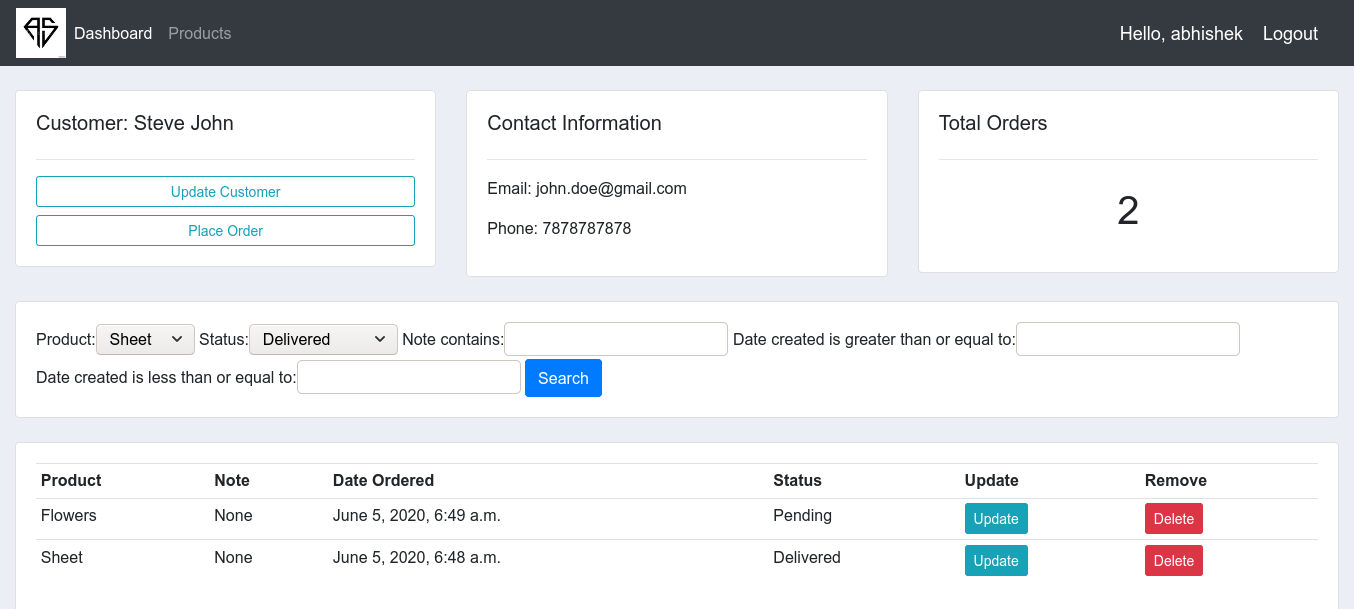 Dashboard Products Hello, abhishek Logout
Customer: Steve John
Update Customer
Place Order
Contact Information
Email: john.doe@gmail.com
Phone: 7878787878
Total Orders
2
Product: Sheet Status: Delivered Note contains: Date created is greater than or equal to:
Date created is less than or equal to: Search
Product Note Date Ordered Status Update Remove
Flowers None June 5, 2020, 6:49 a.m. Pending Update Delete
Sheet None June 5, 2020, 6:48 a.m. Delivered Update Delete